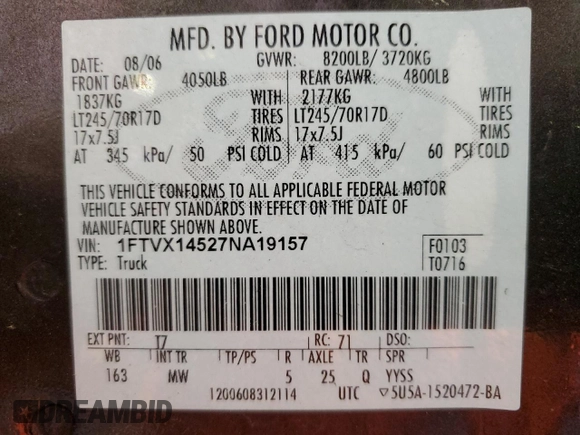 MFD. BY FORD MOTOR CO.
DATE: 08/06 GVWR: 8200LB/ 3720KG
FRONT GAWR: 4050LB REAR GAWR: 4800LB
1837KG WITH 2177KG WITH
LT245/70R17D TIRES LT245/70R17D TIRES
17x7.5J RIMS 17x7.5J RIMS
AT 345 kPa/ 50 PSI COLD AT 415 kPa/ 60 PSI COLD
THIS VEHICLE CONFORMS TO ALL APPLICABLE FEDERAL MOTOR
VEHICLE SAFETY STANDARDS IN EFFECT ON THE DATE OF
MANUFACTURE SHOWN ABOVE.
VIN: 1FTVX14527NA19157 F0103
TYPE: Truck T0716
EXT PNT: T7 RC: 71 DSO:
WB INT TR TP/PS R AXLE TR SPR
163 MW 5 25 Q YYSS
1200608312114 UTC ▽5U5A-1520472-BA
DREAMBID